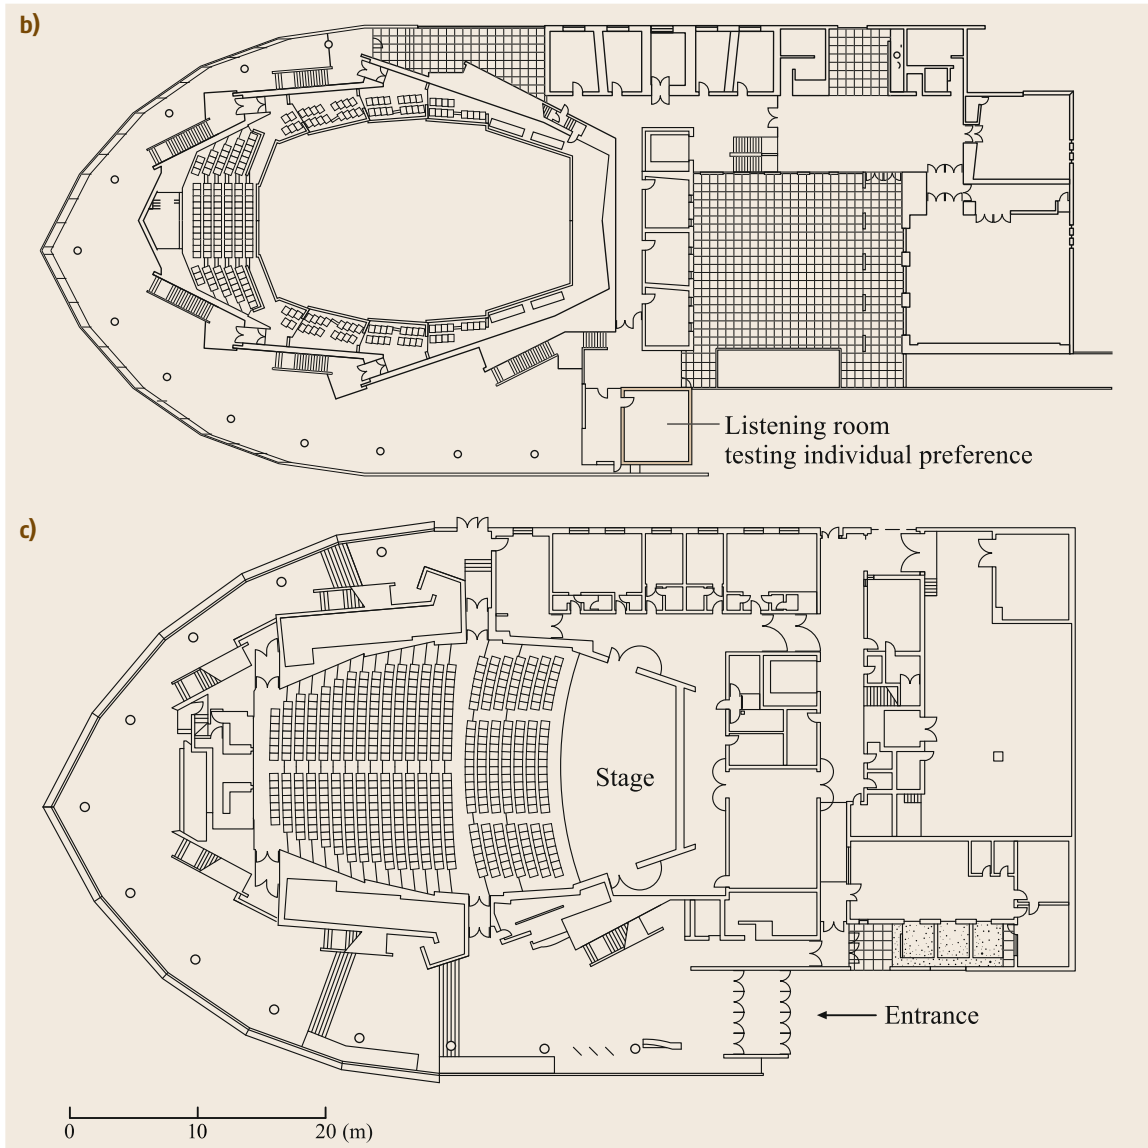 b)
Listening room
testing individual preference
c)
Stage
Entrance
0 10 20 (m)